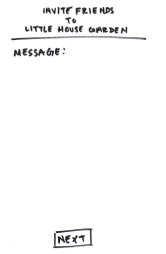 INVITE FRIENDS
TO
LITTLE HOUSE GARDEN
MESSAGE:
NEXT